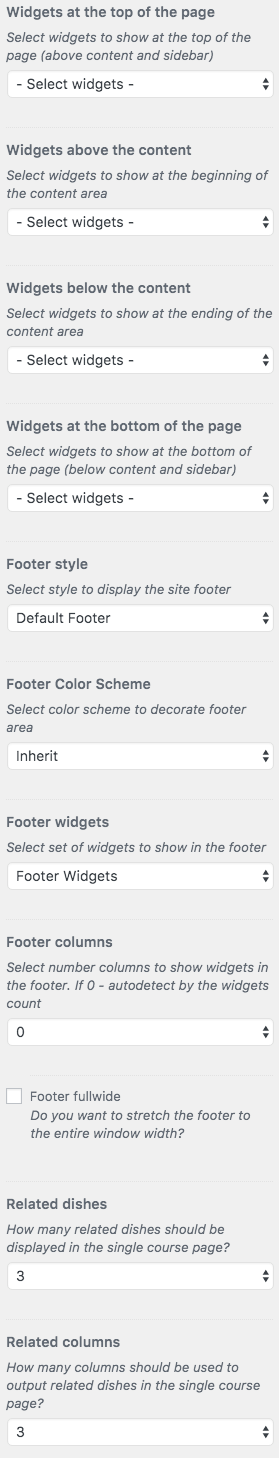 Widgets at the top of the page
Select widgets to show at the top of the
page (above content and sidebar)
- Select widgets -
Widgets above the content
Select widgets to show at the beginning of
the content area
- Select widgets -
Widgets below the content
Select widgets to show at the ending of the
content area
- Select widgets -
Widgets at the bottom of the page
Select widgets to show at the bottom of
the page (below content and sidebar)
- Select widgets -
Footer style
Select style to display the site footer
Default Footer
Footer Color Scheme
Select color scheme to decorate footer
area
Inherit
Footer widgets
Select set of widgets to show in the footer
Footer Widgets
Footer columns
Select number columns to show widgets in
the footer. If 0 - autodetect by the widgets
count
0
Footer fullwide
Do you want to stretch the footer to
the entire window width?
Related dishes
How many related dishes should be
displayed in the single course page?
3
Related columns
How many columns should be used to
output related dishes in the single course
page?
3